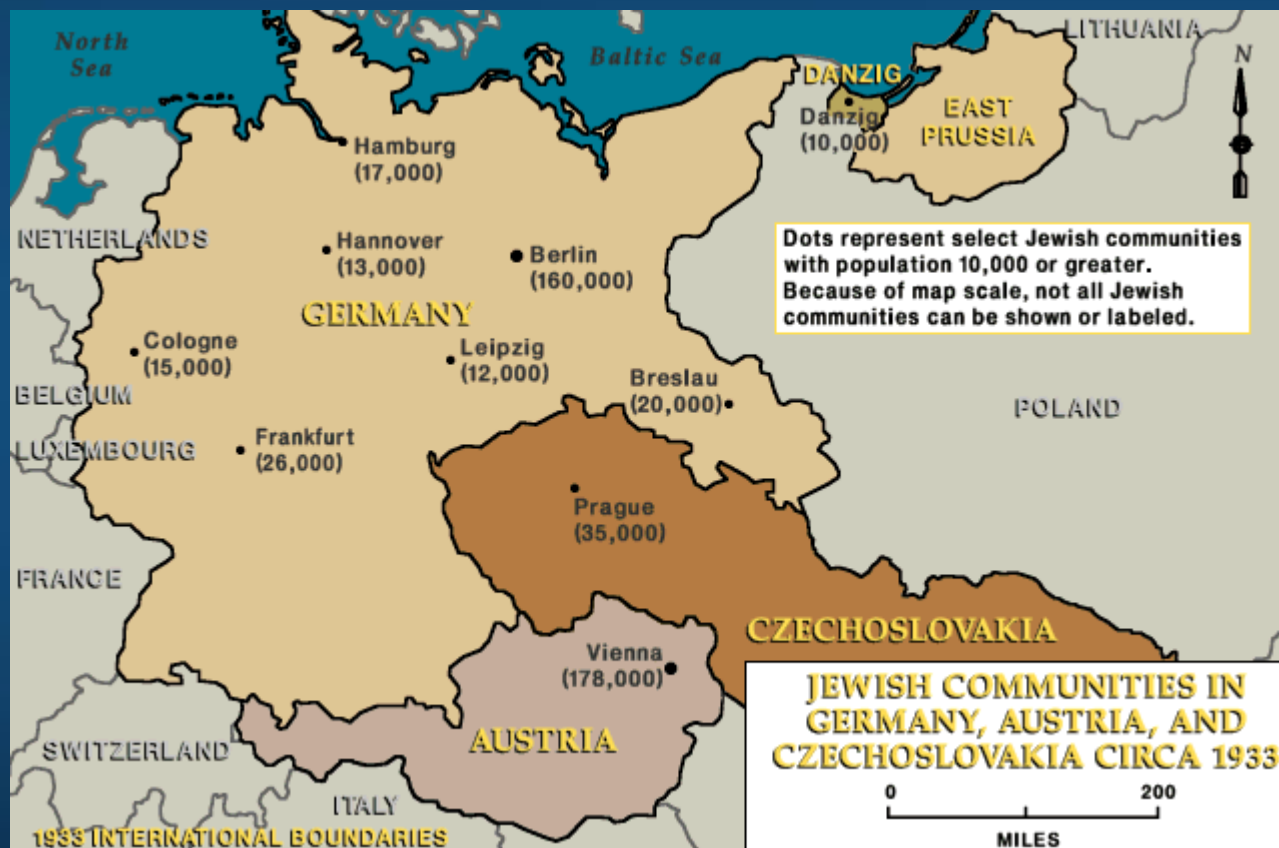 North
Sea
Baltic Sea
LITHUANIA
DANZIG
Danzig
(10,000)
EAST
PRUSSIA
N
Hamburg
(17,000)
NETHERLANDS
Hannover
(13,000)
Berlin
(160,000)
Dots represent select Jewish communities
with population 10,000 or greater.
Because of map scale, not all Jewish
communities can be shown or labeled.
GERMANY
Cologne
(15,000)
Leipzig
(12,000)
Breslau
(20,000)
BELGIUM
POLAND
LUXEMBOURG
Frankfurt
(26,000)
Prague
(35,000)
FRANCE
CZECHOSLOVAKIA
Vienna
(178,000)
AUSTRIA
SWITZERLAND
ITALY
JEWISH COMMUNITIES IN
GERMANY, AUSTRIA, AND
CZECHOSLOVAKIA CIRCA 1933
0 200
MILES
1933 INTERNATIONAL BOUNDARIES